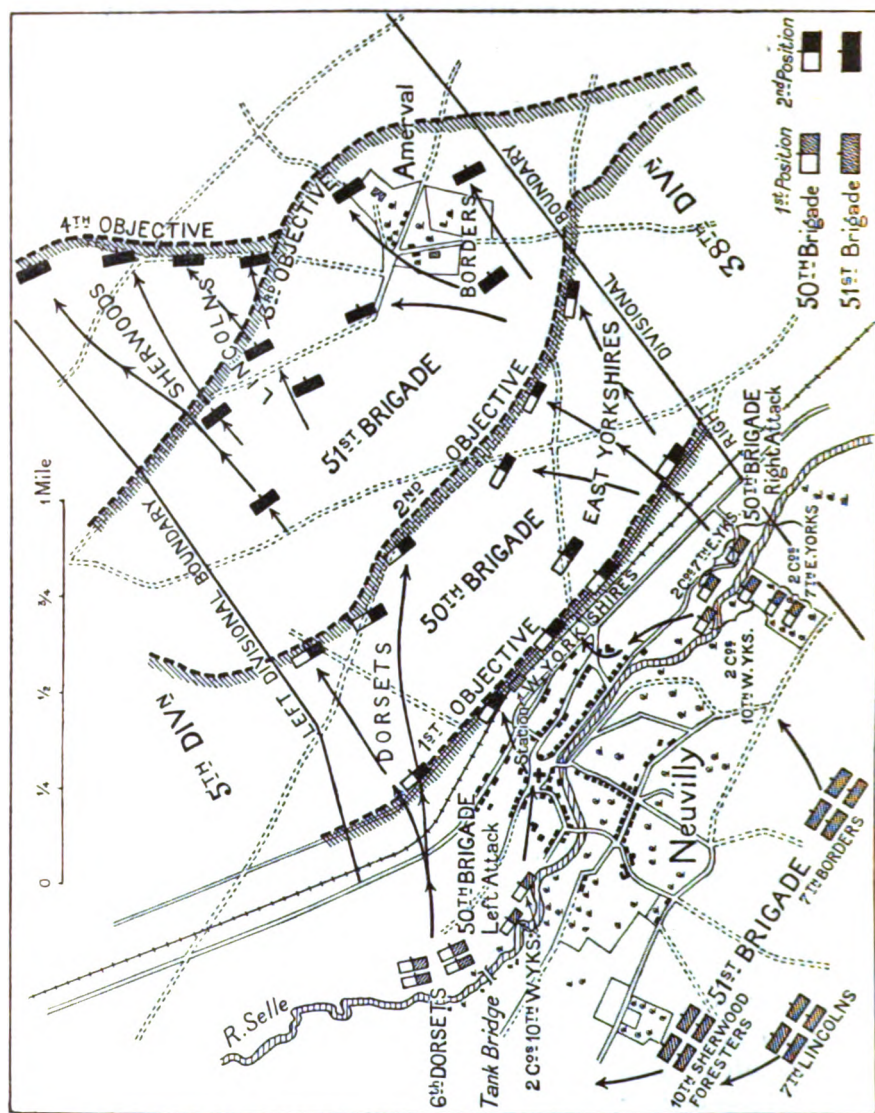 0 1/4 1/2 3/4 1 Mile
5TH DIVN
LEFT DIVISIONAL BOUNDARY
4TH OBJECTIVE
SHERWOODS
LINCOLNS
3RD OBJECTIVE
Amerval
BORDERS
51ST BRIGADE
2ND OBJECTIVE
50TH BRIGADE
DORSETS
1ST OBJECTIVE
EAST YORKSHIRES
RIGHT DIVISIONAL BOUNDARY
38TH DIVN
W. YORKSHIRES
Station
R. Selle
6TH DORSETS
50TH BRIGADE
Left Attack
Tank Bridge
2 COS 10TH W. YKS.
Neuvilly
2 COS 7TH E. YKS
50TH BRIGADE
Right Attack
2 COS
7TH E. YORKS
2 COS
10TH W. YKS.
51ST BRIGADE
10TH SHERWOOD
FORESTERS
7TH LINCOLNS
7TH BORDERS
1st Position 2nd Position
50TH Brigade
51ST Brigade